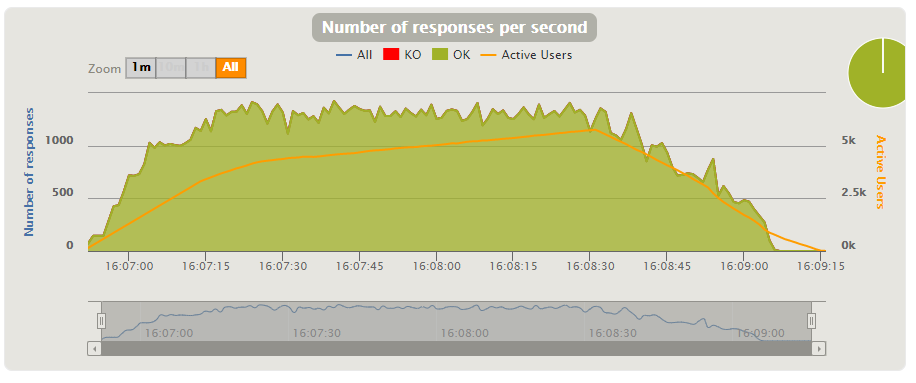 Number of responses per second
All KO OK Active Users
Zoom 1m 10m 1h All
Number of responses
1000
500
0
5k
2.5k
0k
Active Users
16:07:00 16:07:15 16:07:30 16:07:45 16:08:00 16:08:15 16:08:30 16:08:45 16:09:00 16:09:15
16:07:00 16:07:30 16:08:00 16:08:30 16:09:00